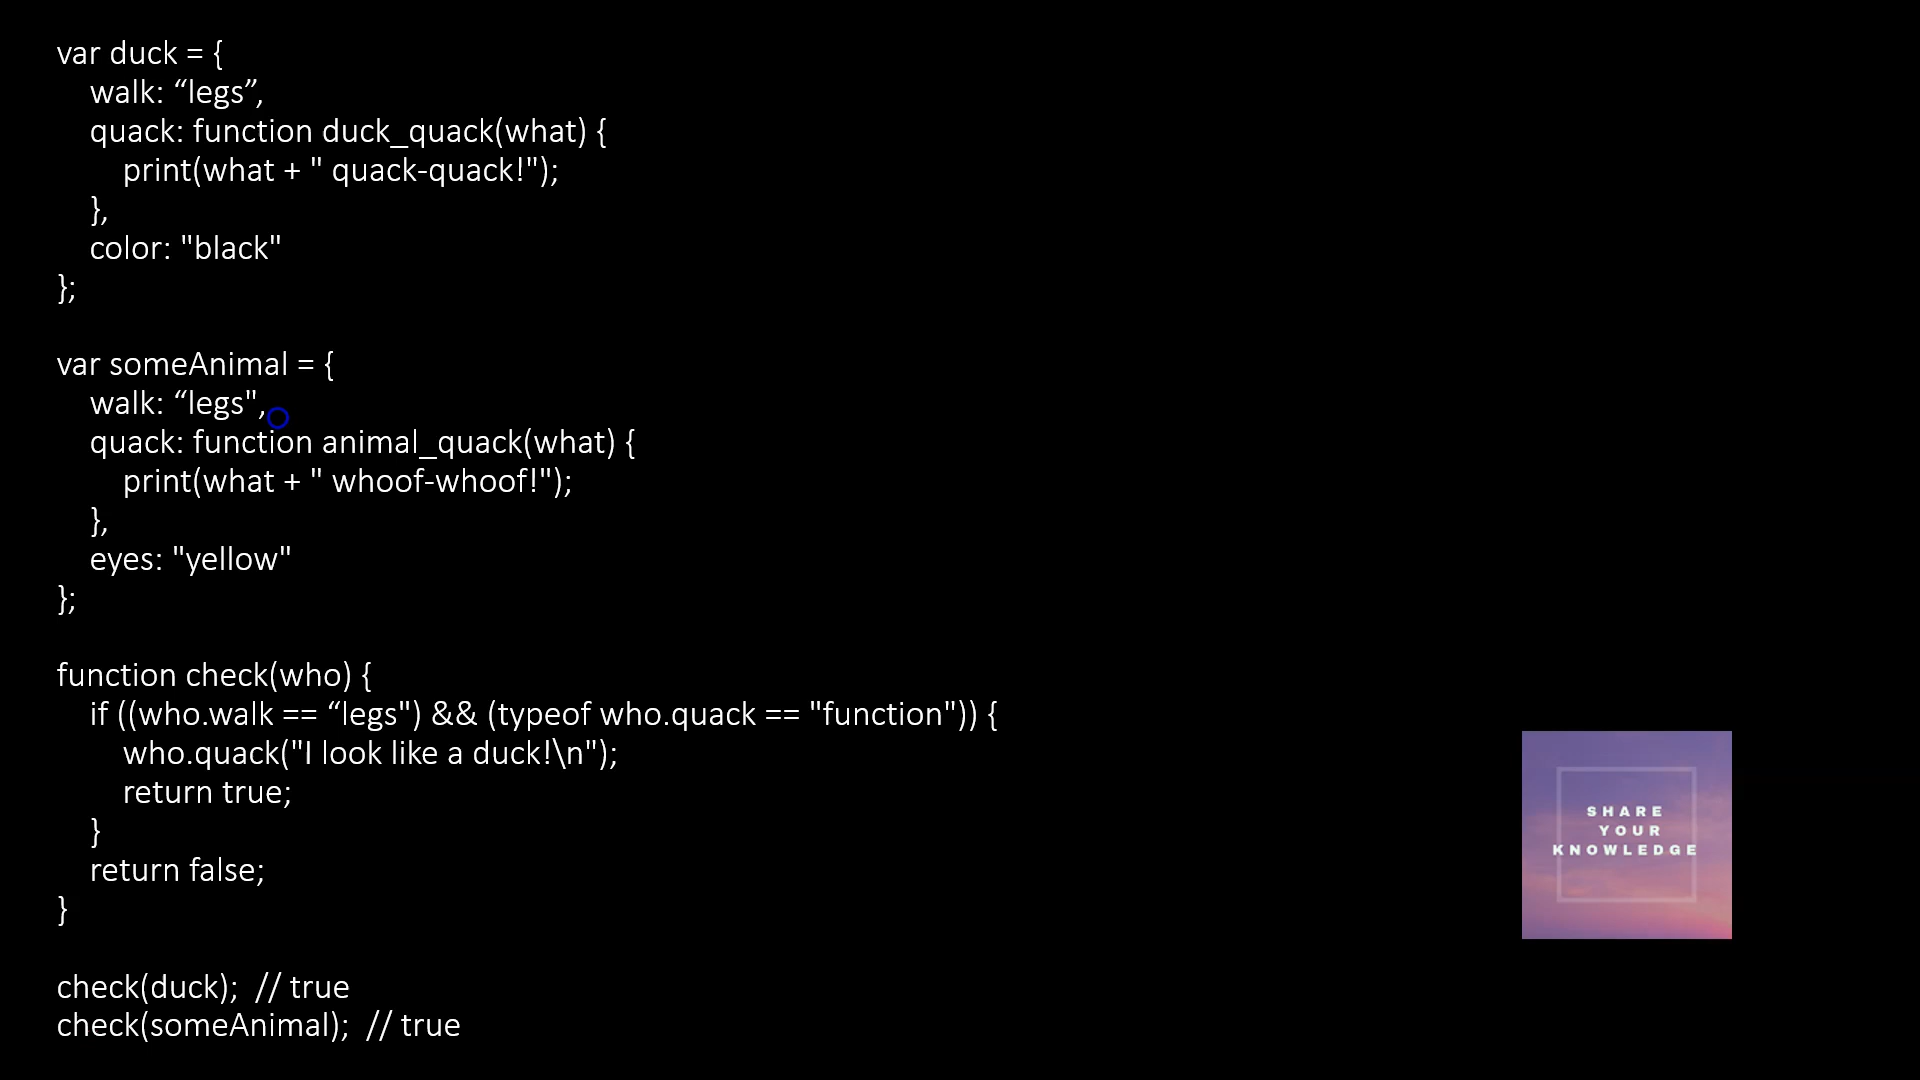 var duck = {
walk: “legs”,
quack: function duck_quack(what) {
print(what + " quack-quack!");
},
color: "black"
};
var someAnimal = {
walk: “legs",
quack: function animal_quack(what) {
print(what + " whoof-whoof!");
},
eyes: "yellow"
};
function check(who) {
if ((who.walk == “legs") && (typeof who.quack == "function")) {
who.quack("I look like a duck!\n");
return true;
}
return false;
}
check(duck);  // true
check(someAnimal);  // true
SHARE
YOUR
KNOWLEDGE